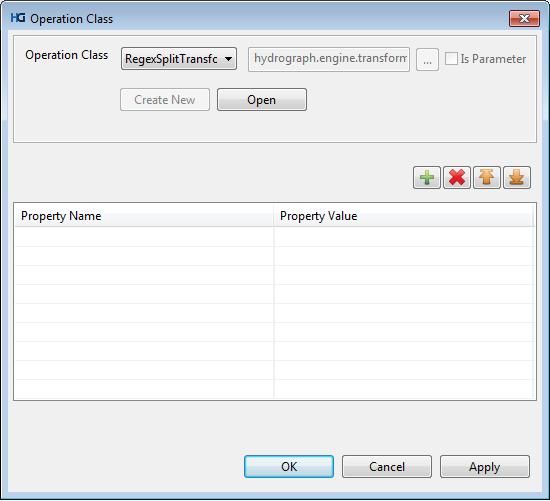 HG Operation Class
Operation Class RegexSplitTransfc hydrograph.engine.transform ... Is Parameter
Create New Open
Property Name Property Value
OK Cancel Apply